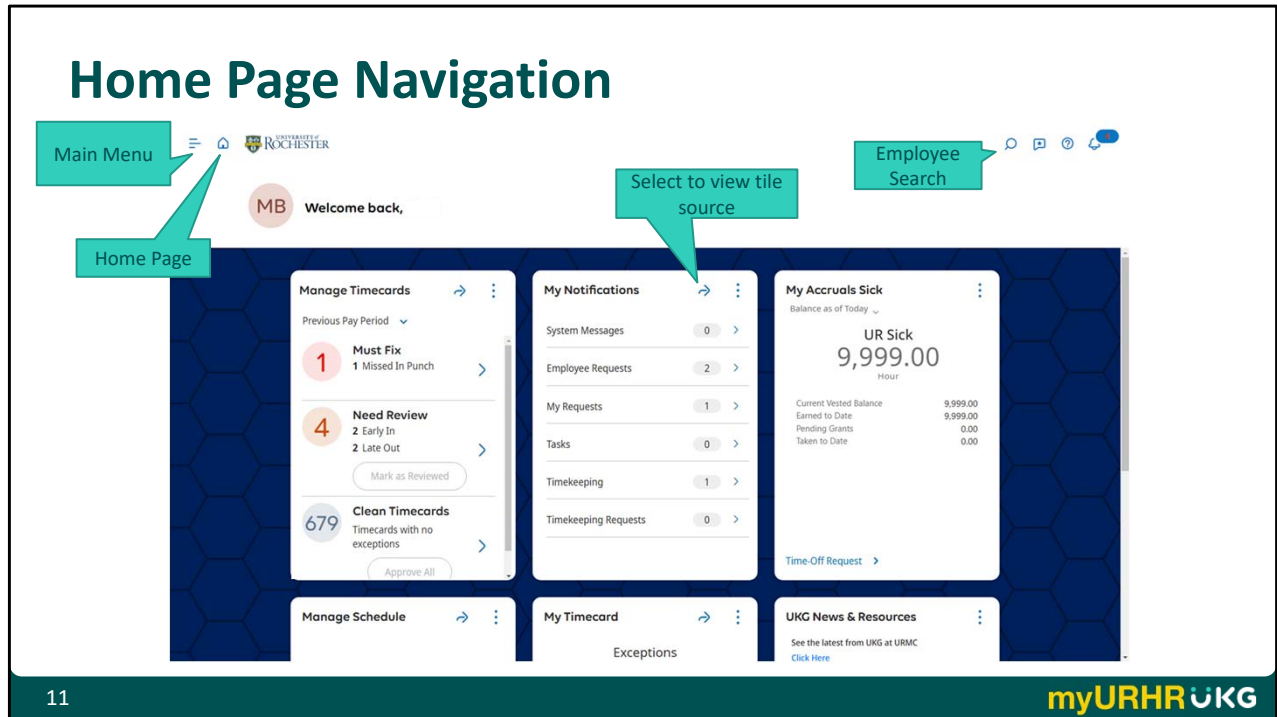 Home Page Navigation
Main Menu
UNIVERSITY of
ROCHESTER
Employee
Search
Select to view tile
source
MB
Welcome back,
Home Page
Manage Timecards
Previous Pay Period
1
Must Fix
1 Missed In Punch
4
Need Review
2 Early In
2 Late Out
Mark as Reviewed
679
Clean Timecards
Timecards with no
exceptions
Approve All
My Notifications
System Messages 0
Employee Requests 2
My Requests 1
Tasks 0
Timekeeping 1
Timekeeping Requests 0
My Accruals Sick
Balance as of Today
UR Sick
9,999.00
Hour
Current Vested Balance 9,999.00
Earned to Date 9,999.00
Pending Grants 0.00
Taken to Date 0.00
Time-Off Request
Manage Schedule
My Timecard
Exceptions
UKG News & Resources
See the latest from UKG at URMC
Click Here
11
myURHR UKG